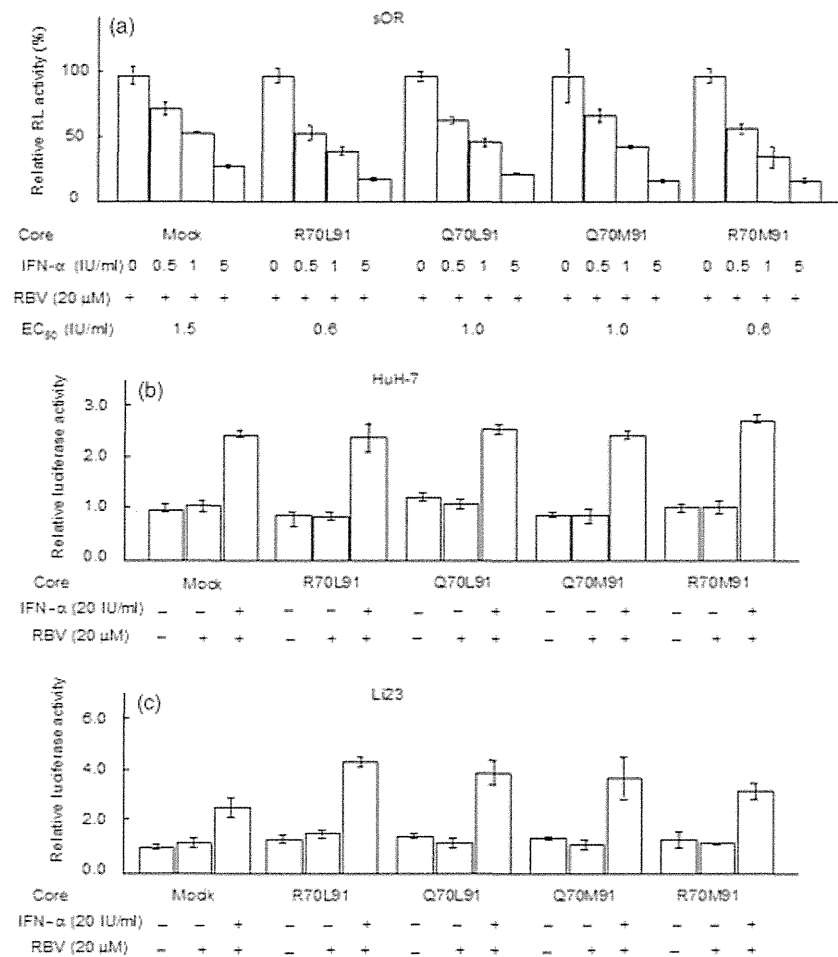 (a)
sOR
Relative RL activity (%)
100
50
0
Core Mock R70L91 Q70L91 Q70M91 R70M91
IFN-α (IU/ml) 0 0.5 1 5 0 0.5 1 5 0 0.5 1 5 0 0.5 1 5 0 0.5 1 5
RBV (20 µM) + + + + + + + + + + + + + + + + + + + +
EC50 (IU/ml) 1.5 0.6 1.0 1.0 0.6
(b)
HuH-7
Relative luciferase activity
3.0
2.0
1.0
0.0
Core Mock R70L91 Q70L91 Q70M91 R70M91
IFN-α (20 IU/ml) – – + – – + – – + – – + – – +
RBV (20 µM) – + + – + + – + + – + + – + +
(c)
Li23
Relative luciferase activity
6.0
4.0
2.0
0.0
Core Mock R70L91 Q70L91 Q70M91 R70M91
IFN-α (20 IU/ml) – – + – – + – – + – – + – – +
RBV (20 µM) – + + – + + – + + – + + – + +